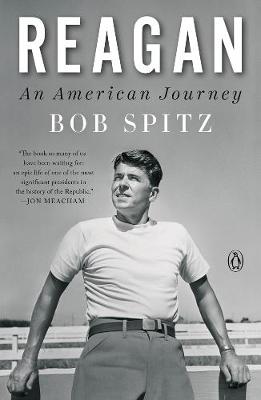 REAGAN
An American Journey
BOB SPITZ
"The book so many of us
have been waiting for:
an epic life of one of the most
significant presidents in
the history of the Republic."
—JON MEACHAM